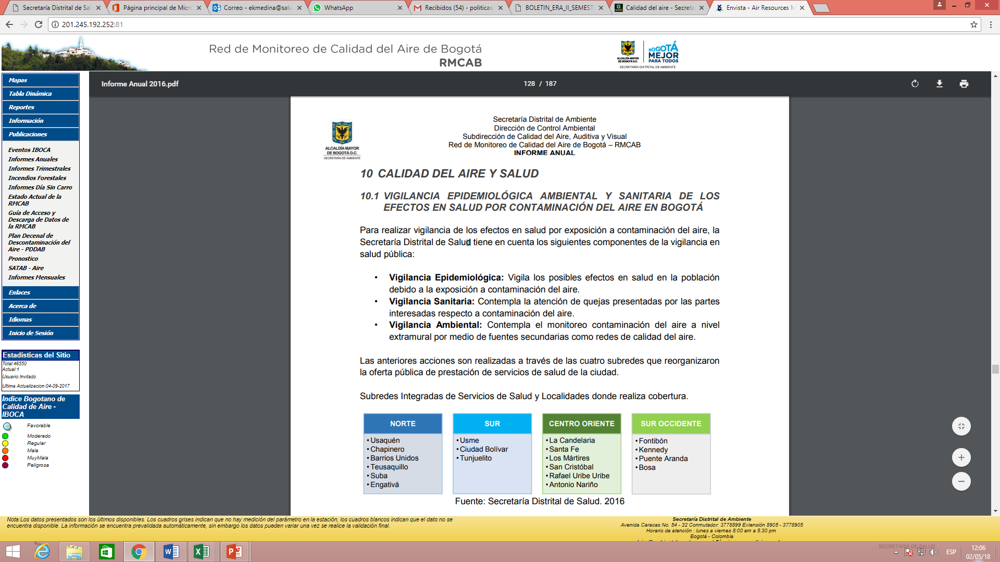 Secretaría Distrital de Sal
Página principal de Micro
Correo - ekmedina@salu
WhatsApp
Recibidos (54) - politicas
BOLETIN_ERA_II_SEMEST
Calidad del aire - Secreta
Envista - Air Resources M
201.245.192.252:81
Red de Monitoreo de Calidad del Aire de Bogotá
RMCAB
ALCALDÍA MAYOR
DE BOGOTÁ D.C.
BOGOTÁ
MEJOR
PARA TODOS
SECRETARÍA DISTRITAL DE AMBIENTE
Mapas
Tabla Dinámica
Reportes
Información
Publicaciones
Eventos IBOCA
Informes Anuales
Informes Trimestrales
Incendios Forestales
Informes Día Sin Carro
Estado Actual de la
RMCAB
Guía de Acceso y
Descarga de Datos de
la RMCAB
Plan Decenal de
Descontaminación del
Aire - PDDAB
Pronostico
SATAB - Aire
Informes Mensuales
Enlaces
Acerca de
Idiomas
Inicio de Sesión
Estadisticas del Sitio
Total:46550
Actual:1
Usuario:Invitado
Ultima Actualizacion:04-09-2017
Indice Bogotano de
Calidad de Aire -
IBOCA
Favorable
Moderado
Regular
Mala
MuyMala
Peligrosa
Informe Anual 2016.pdf
128 / 187
ALCALDÍA MAYOR
DE BOGOTÁ D.C.
SECRETARÍA DE AMBIENTE
Secretaría Distrital de Ambiente
Dirección de Control Ambiental
Subdirección de Calidad del Aire, Auditiva y Visual
Red de Monitoreo de Calidad del Aire de Bogotá – RMCAB
INFORME ANUAL
10 CALIDAD DEL AIRE Y SALUD
10.1 VIGILANCIA EPIDEMIOLÓGICA AMBIENTAL Y SANITARIA DE LOS
EFECTOS EN SALUD POR CONTAMINACIÓN DEL AIRE EN BOGOTÁ
Para realizar vigilancia de los efectos en salud por exposición a contaminación del aire, la
Secretaría Distrital de Salud tiene en cuenta los siguientes componentes de la vigilancia en
salud pública:
• Vigilancia Epidemiológica: Vigila los posibles efectos en salud en la población
debido a la exposición a contaminación del aire.
• Vigilancia Sanitaria: Contempla la atención de quejas presentadas por las partes
interesadas respecto a contaminación del aire.
• Vigilancia Ambiental: Contempla el monitoreo contaminación del aire a nivel
extramural por medio de fuentes secundarias como redes de calidad del aire.
Las anteriores acciones son realizadas a través de las cuatro subredes que reorganizaron
la oferta pública de prestación de servicios de salud de la ciudad.
Subredes Integradas de Servicios de Salud y Localidades donde realiza cobertura.
NORTE
• Usaquén
• Chapinero
• Barrios Unidos
• Teusaquillo
• Suba
• Engativá
SUR
• Usme
• Ciudad Bolívar
• Tunjuelito
CENTRO ORIENTE
• La Candelaria
• Santa Fe
• Los Mártires
• San Cristóbal
• Rafael Uribe Uribe
• Antonio Nariño
SUR OCCIDENTE
• Fontibón
• Kennedy
• Puente Aranda
• Bosa
Fuente: Secretaría Distrital de Salud. 2016
Nota:Los datos presentados son los últimos disponibles. Los cuadros grises indican que no hay medición del parámetro en la estación, los cuadros blancos indican que el dato no se
encuentra disponible. La información se encuentra prevalidada automáticamente, sin embargo los datos pueden variar una vez se realice la validación final.
Secretaría Distrital de Ambiente
Avenida Caracas No. 54 - 32 Conmutador: 3778899 Extensión 8905 - 3778905
Horario de atención : lunes a viernes 8:00 am a 5:30 pm
Bogotá - Colombia
SECRETARÍA DE SALUD
ESP
12:06
02/05/18